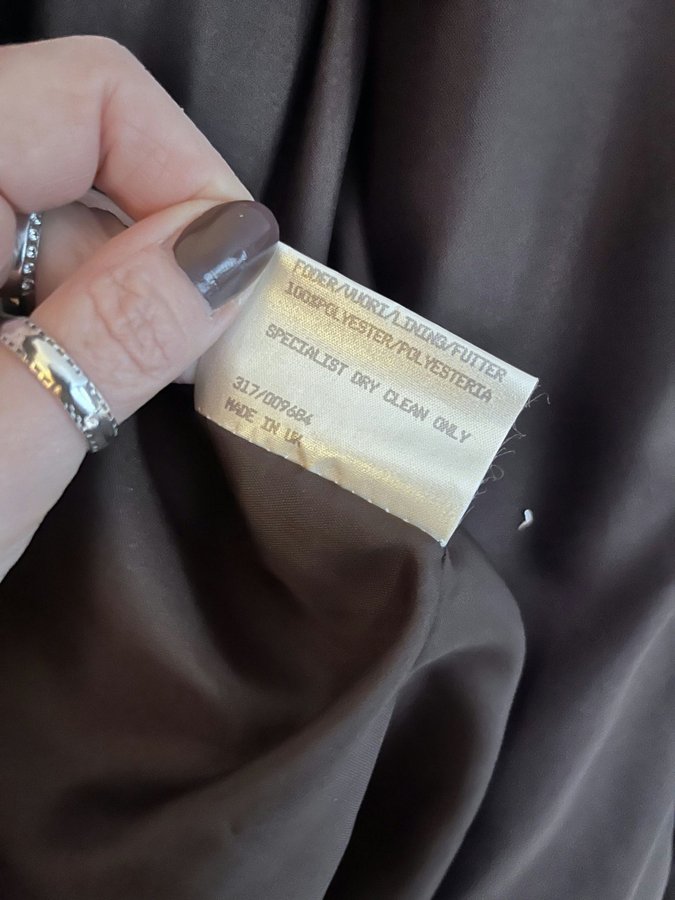 FODER/VUORI/LINING/FUTTER
100%POLYESTER/POLYESTERIA
SPECIALIST DRY CLEAN ONLY
317/009684
MADE IN UK